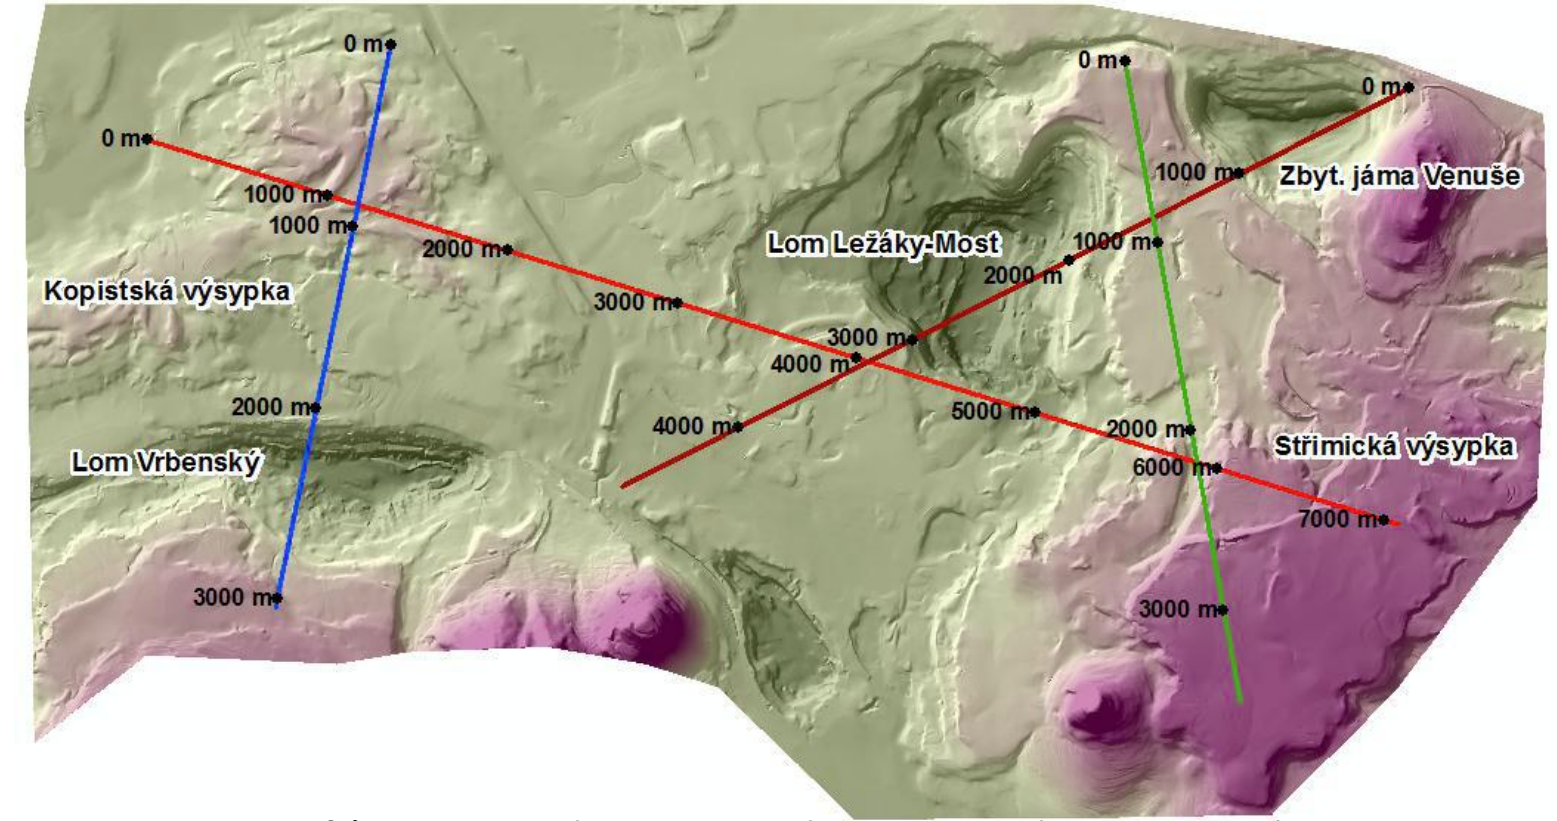 0 m
0 m
0 m
0 m
1000 m
1000 m
1000 m
Zbyt. jáma Venuše
2000 m
Lom Ležáky-Most
1000 m
2000 m
Kopistská výsypka
3000 m
3000 m
4000 m
2000 m
5000 m
4000 m
2000 m
Střimická výsypka
Lom Vrbenský
6000 m
7000 m
3000 m
3000 m